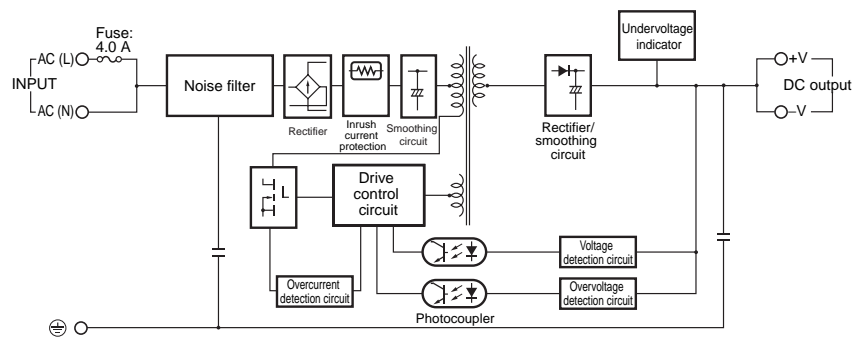 Fuse:
4.0 A
Undervoltage
indicator
AC (L)
INPUT
AC (N)
Noise filter
+V
DC output
–V
Rectifier
Inrush
current
protection
Smoothing
circuit
Rectifier/
smoothing
circuit
Drive
control
circuit
Voltage
detection circuit
Overcurrent
detection circuit
Overvoltage
detection circuit
Photocoupler